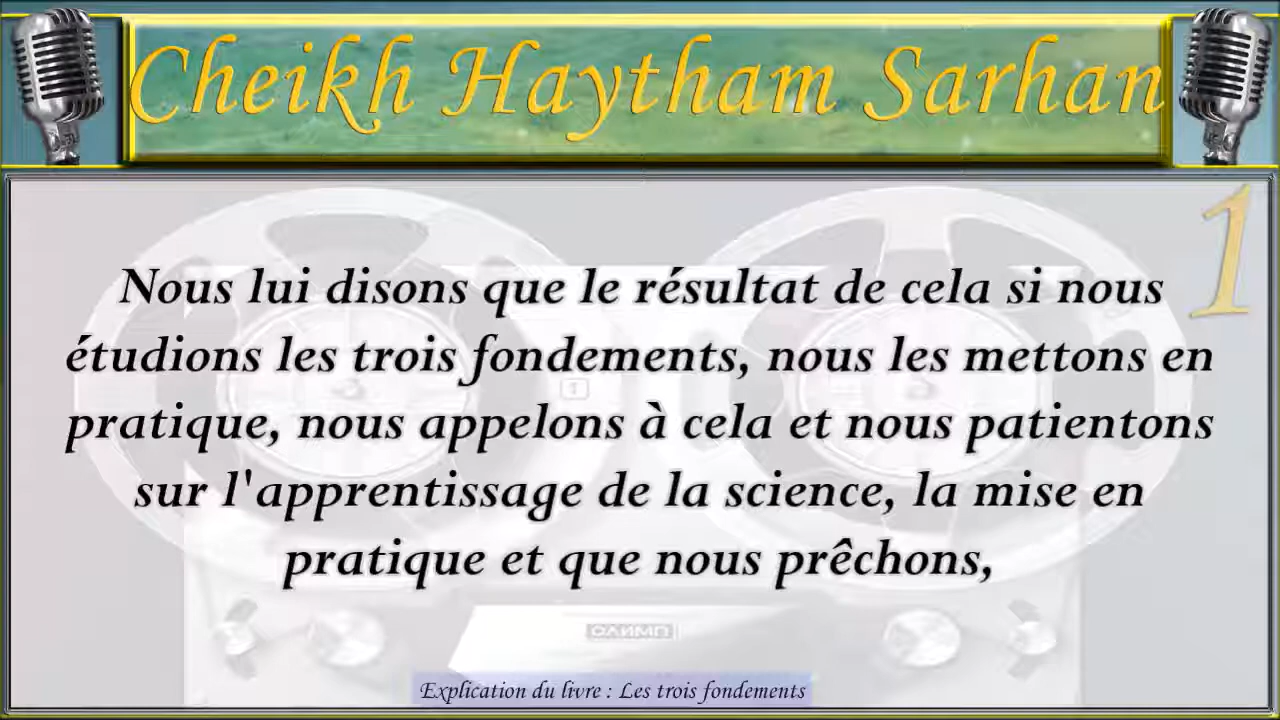 Cheikh Haytham Sarhan
1
Nous lui disons que le résultat de cela si nous
étudions les trois fondements, nous les mettons en
pratique, nous appelons à cela et nous patientons
sur l'apprentissage de la science, la mise en
pratique et que nous prêchons,
1
ОЛИМП
Explication du livre : Les trois fondements